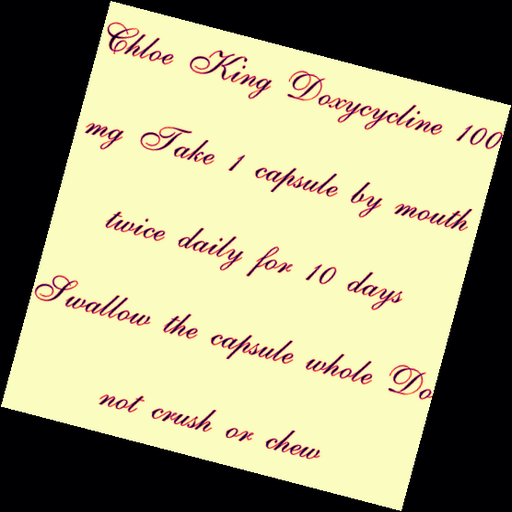 Chloe King Doxycycline 100
mg Take 1 capsule by mouth
twice daily for 10 days
Swallow the capsule whole Do
not crush or chew